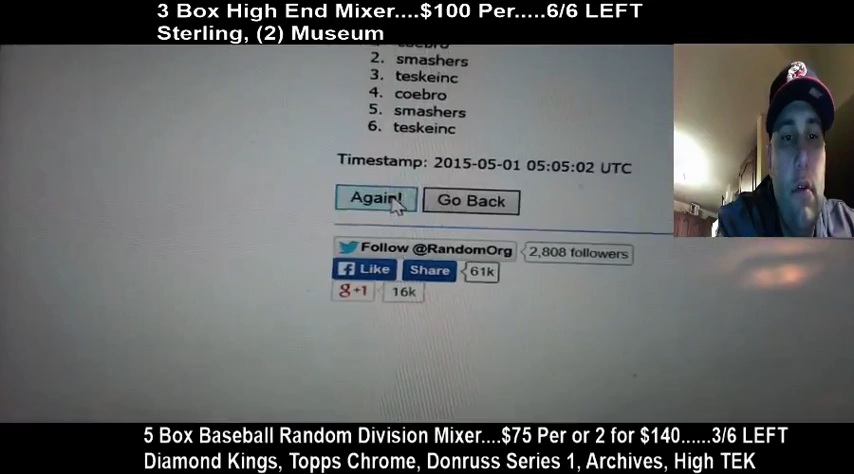 3 Box High End Mixer....$100 Per.....6/6 LEFT
Sterling, (2) Museum
coebro
2. smashers
3. teskeinc
4. coebro
5. smashers
6. teskeinc
Timestamp: 2015-05-01 05:05:02 UTC
Again! Go Back
Follow @RandomOrg 2,808 followers
f Like Share 61k
g+1 16k
5 Box Baseball Random Division Mixer....$75 Per or 2 for $140......3/6 LEFT
Diamond Kings, Topps Chrome, Donruss Series 1, Archives, High TEK